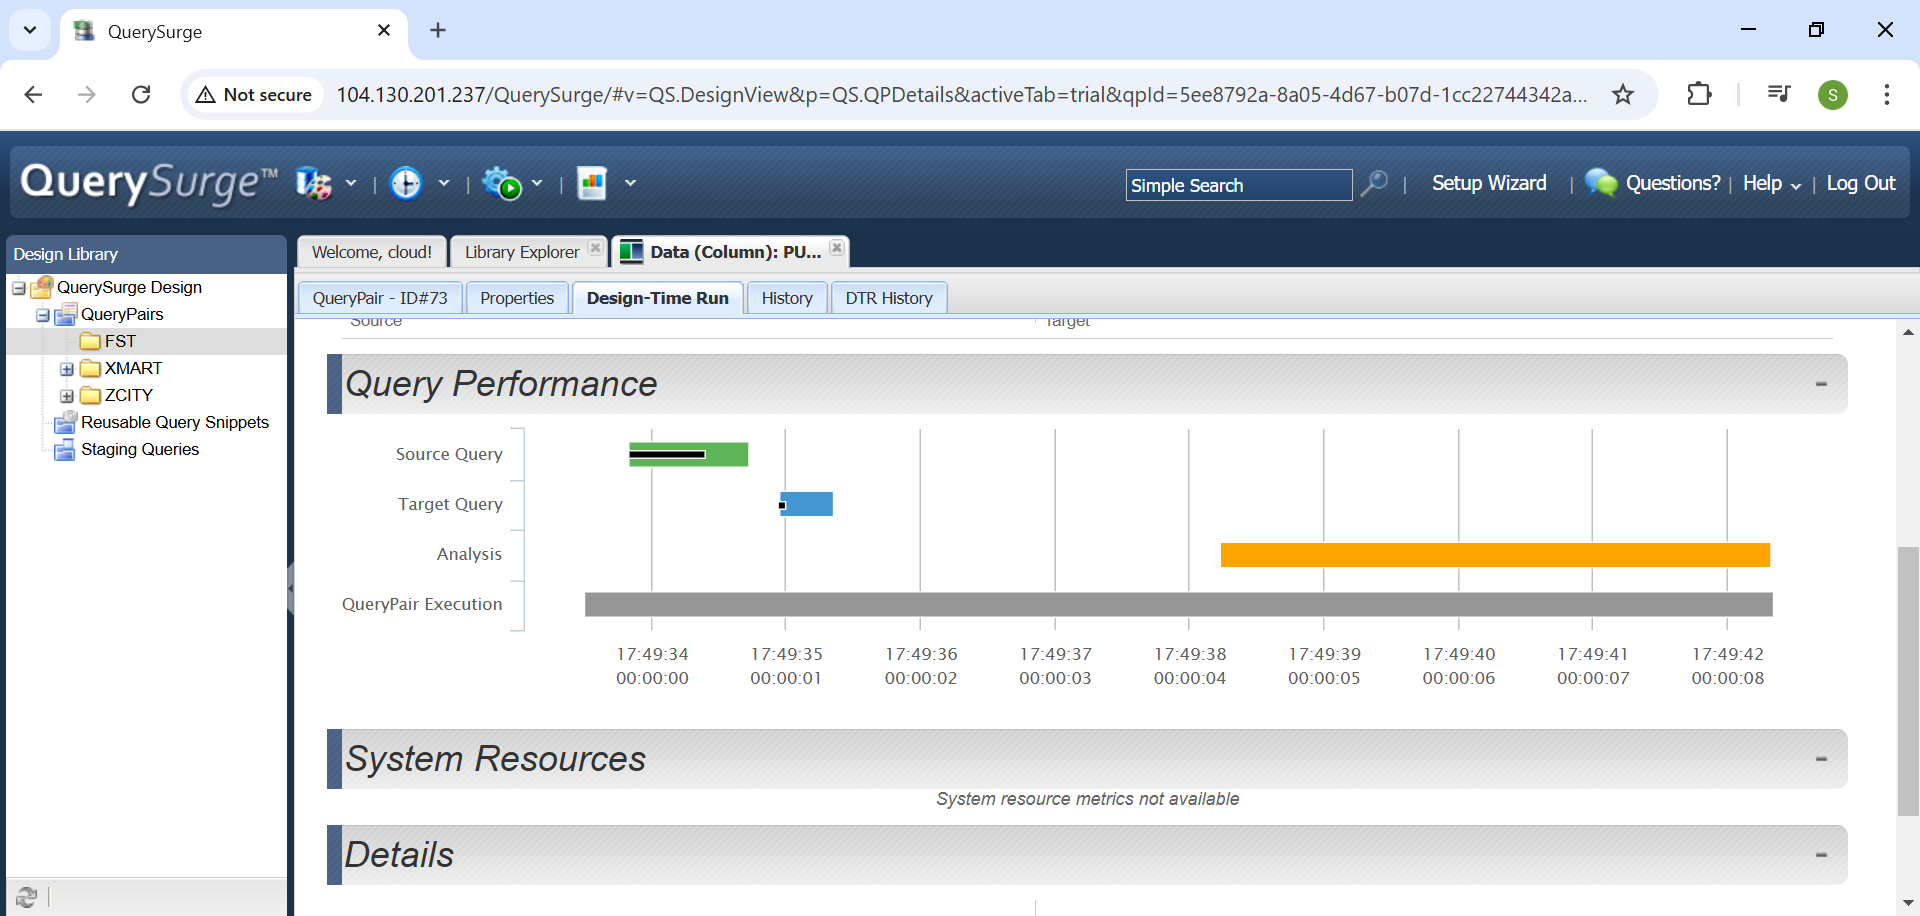 QuerySurge
Not secure
104.130.201.237/QuerySurge/#v=QS.DesignView&p=QS.QPDetails&activeTab=trial&qpId=5ee8792a-8a05-4d67-b07d-1cc22744342a...
S
QuerySurge™
Simple Search
Setup Wizard
Questions?
Help
Log Out
Design Library
Welcome, cloud!
Library Explorer
Data (Column): PU...
QuerySurge Design
QueryPairs
FST
XMART
ZCITY
Reusable Query Snippets
Staging Queries
QueryPair - ID#73
Properties
Design-Time Run
History
DTR History
Source
Target
Query Performance
Source Query
Target Query
Analysis
QueryPair Execution
17:49:34 17:49:35 17:49:36 17:49:37 17:49:38 17:49:39 17:49:40 17:49:41 17:49:42
00:00:00 00:00:01 00:00:02 00:00:03 00:00:04 00:00:05 00:00:06 00:00:07 00:00:08
System Resources
System resource metrics not available
Details